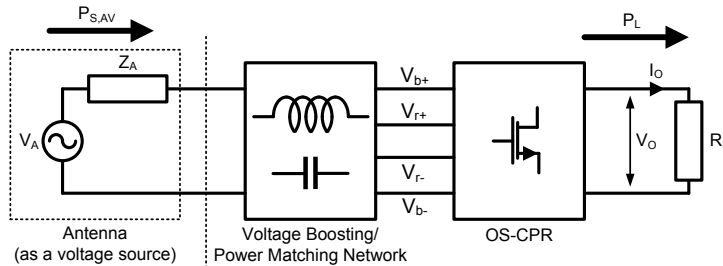 P_S,AV
P_L
Z_A
V_A
V_b+
V_r+
V_r-
V_b-
I_O
V_O
R
Antenna
(as a voltage source)
Voltage Boosting/
Power Matching Network
OS-CPR